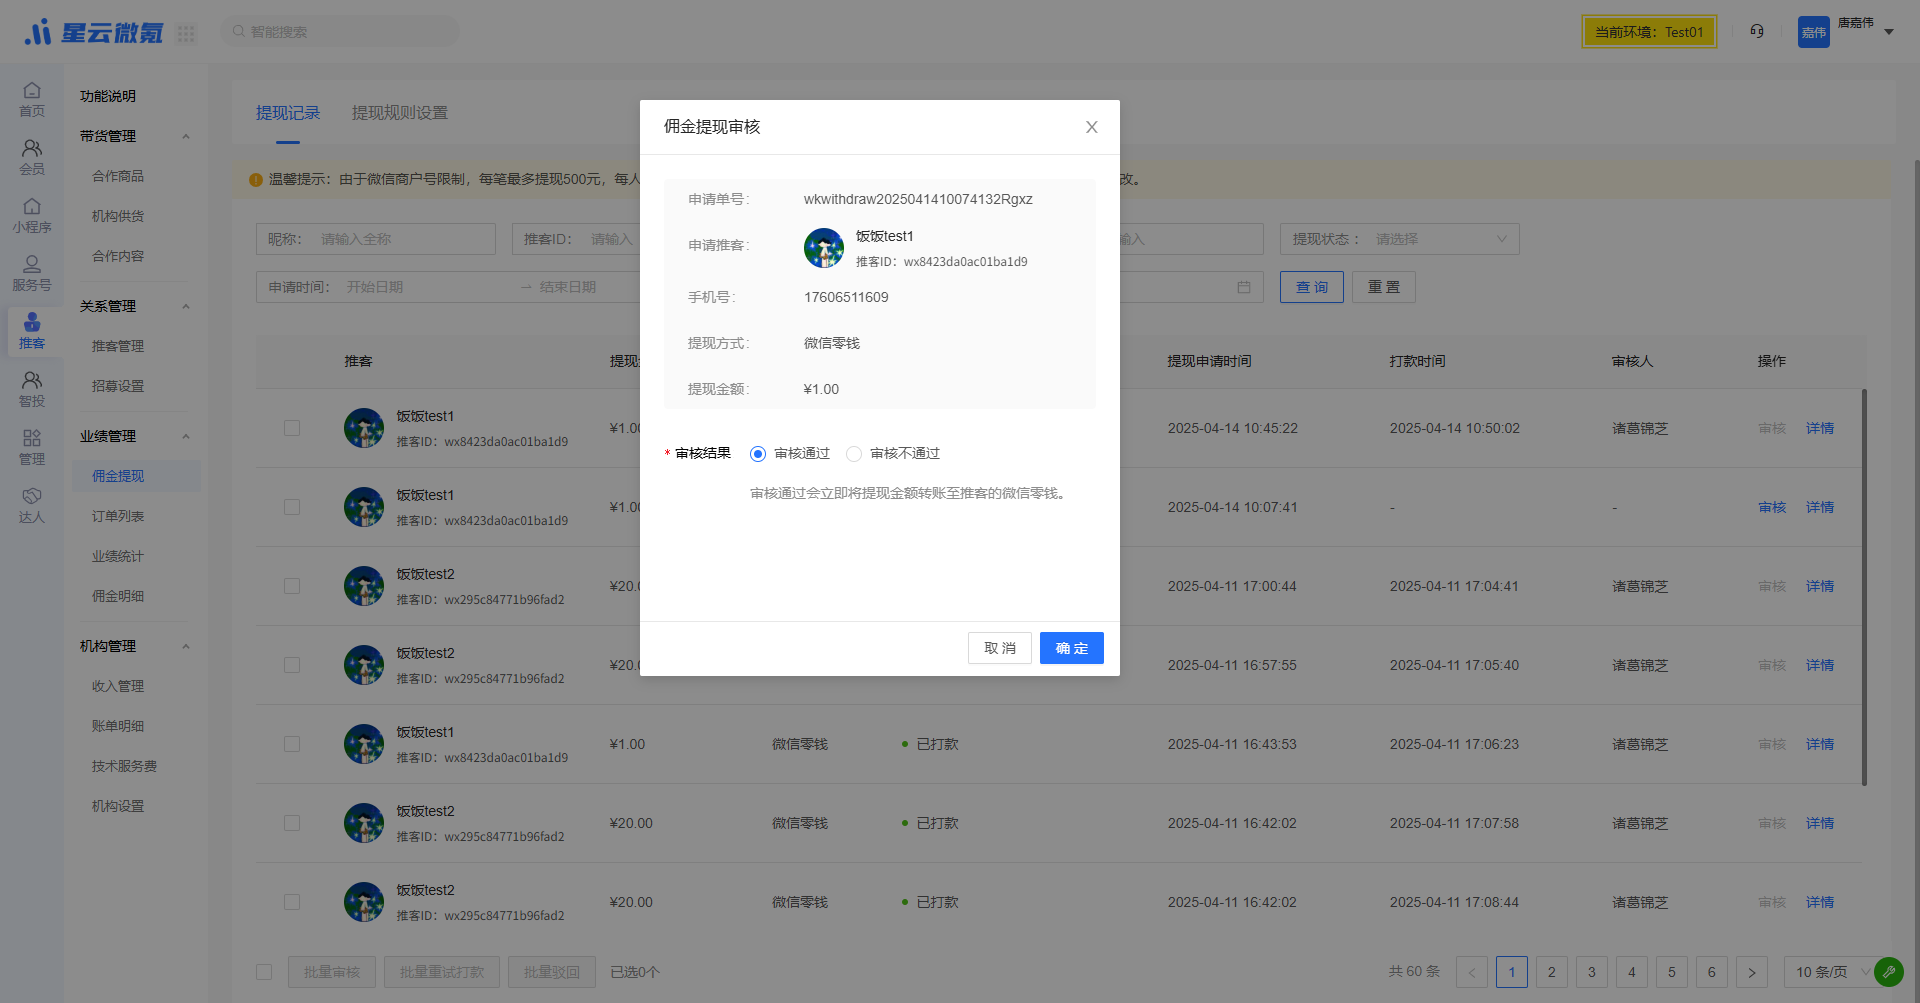 星云微氪
智能搜索
当前环境：Test01
嘉伟
唐嘉伟
首页
会员
小程序
服务号
推客
智投
管理
达人
功能说明
带货管理
合作商品
机构供货
合作内容
关系管理
推客管理
招募设置
业绩管理
佣金提现
订单列表
业绩统计
佣金明细
机构管理
收入管理
账单明细
技术服务费
机构设置
提现记录 提现规则设置
温馨提示：由于微信商户号限制，每笔最多提现500元，每人 改。
昵称： 请输入全称 推客ID： 请输入 输入 提现状态 ： 请选择
申请时间： 开始日期 → 结束日期 查 询 重 置
推客 提现 提现申请时间 打款时间 审核人 操作
饭饭test1
推客ID：wx8423da0ac01ba1d9
¥1.00 2025-04-14 10:45:22 2025-04-14 10:50:02 诸葛锦芝 审核 详情
饭饭test1
推客ID：wx8423da0ac01ba1d9
¥1.00 2025-04-14 10:07:41 - - 审核 详情
饭饭test2
推客ID：wx295c84771b96fad2
¥20.0 2025-04-11 17:00:44 2025-04-11 17:04:41 诸葛锦芝 审核 详情
饭饭test2
推客ID：wx295c84771b96fad2
¥20.0 2025-04-11 16:57:55 2025-04-11 17:05:40 诸葛锦芝 审核 详情
饭饭test1
推客ID：wx8423da0ac01ba1d9
¥1.00 微信零钱 已打款 2025-04-11 16:43:53 2025-04-11 17:06:23 诸葛锦芝 审核 详情
饭饭test2
推客ID：wx295c84771b96fad2
¥20.00 微信零钱 已打款 2025-04-11 16:42:02 2025-04-11 17:07:58 诸葛锦芝 审核 详情
饭饭test2
推客ID：wx295c84771b96fad2
¥20.00 微信零钱 已打款 2025-04-11 16:42:02 2025-04-11 17:08:44 诸葛锦芝 审核 详情
批量审核 批量重试打款 批量驳回 已选0个 共 60 条 < 1 2 3 4 5 6 > 10 条/页
佣金提现审核 X
申请单号： wkwithdraw2025041410074132Rgxz
申请推客： 饭饭test1
推客ID：wx8423da0ac01ba1d9
手机号： 17606511609
提现方式： 微信零钱
提现金额： ¥1.00
* 审核结果 审核通过 审核不通过
审核通过会立即将提现金额转账至推客的微信零钱。
取 消 确 定